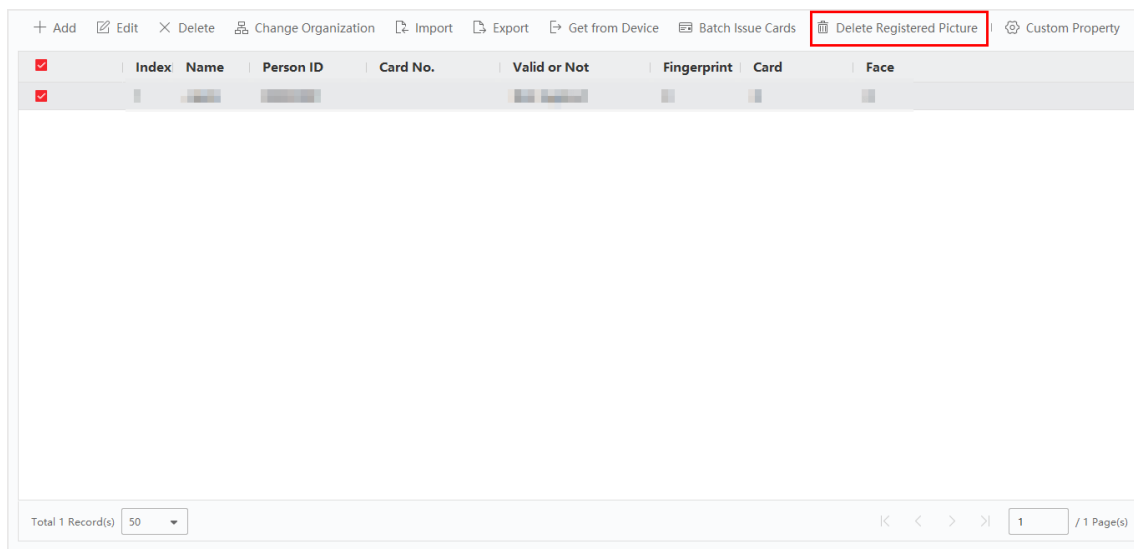 Add Edit Delete Change Organization Import Export Get from Device Batch Issue Cards Delete Registered Picture Custom Property
Index Name Person ID Card No. Valid or Not Fingerprint Card Face
Total 1 Record(s) 50 1 / 1 Page(s)